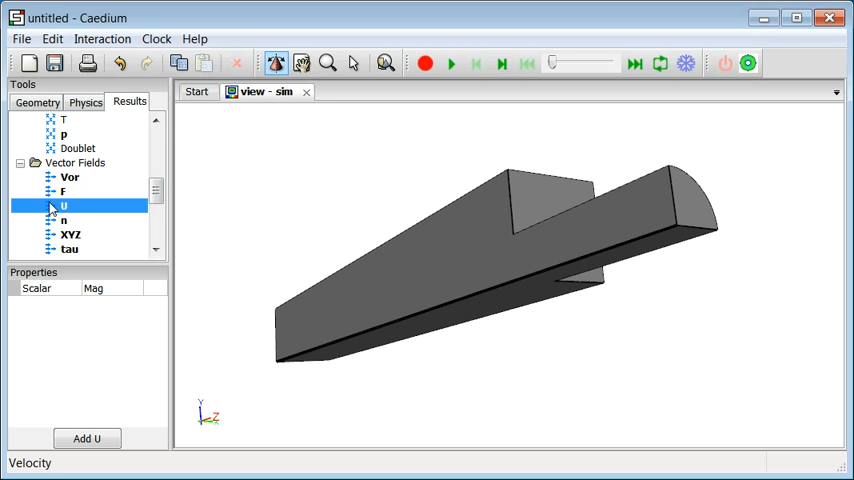 untitled - Caedium
File Edit Interaction Clock Help
Tools
Geometry Physics Results
T
p
Doublet
Vector Fields
Vor
F
U
n
XYZ
tau
Properties
Scalar Mag
Add U
Start view - sim
Y
Z
X
Velocity